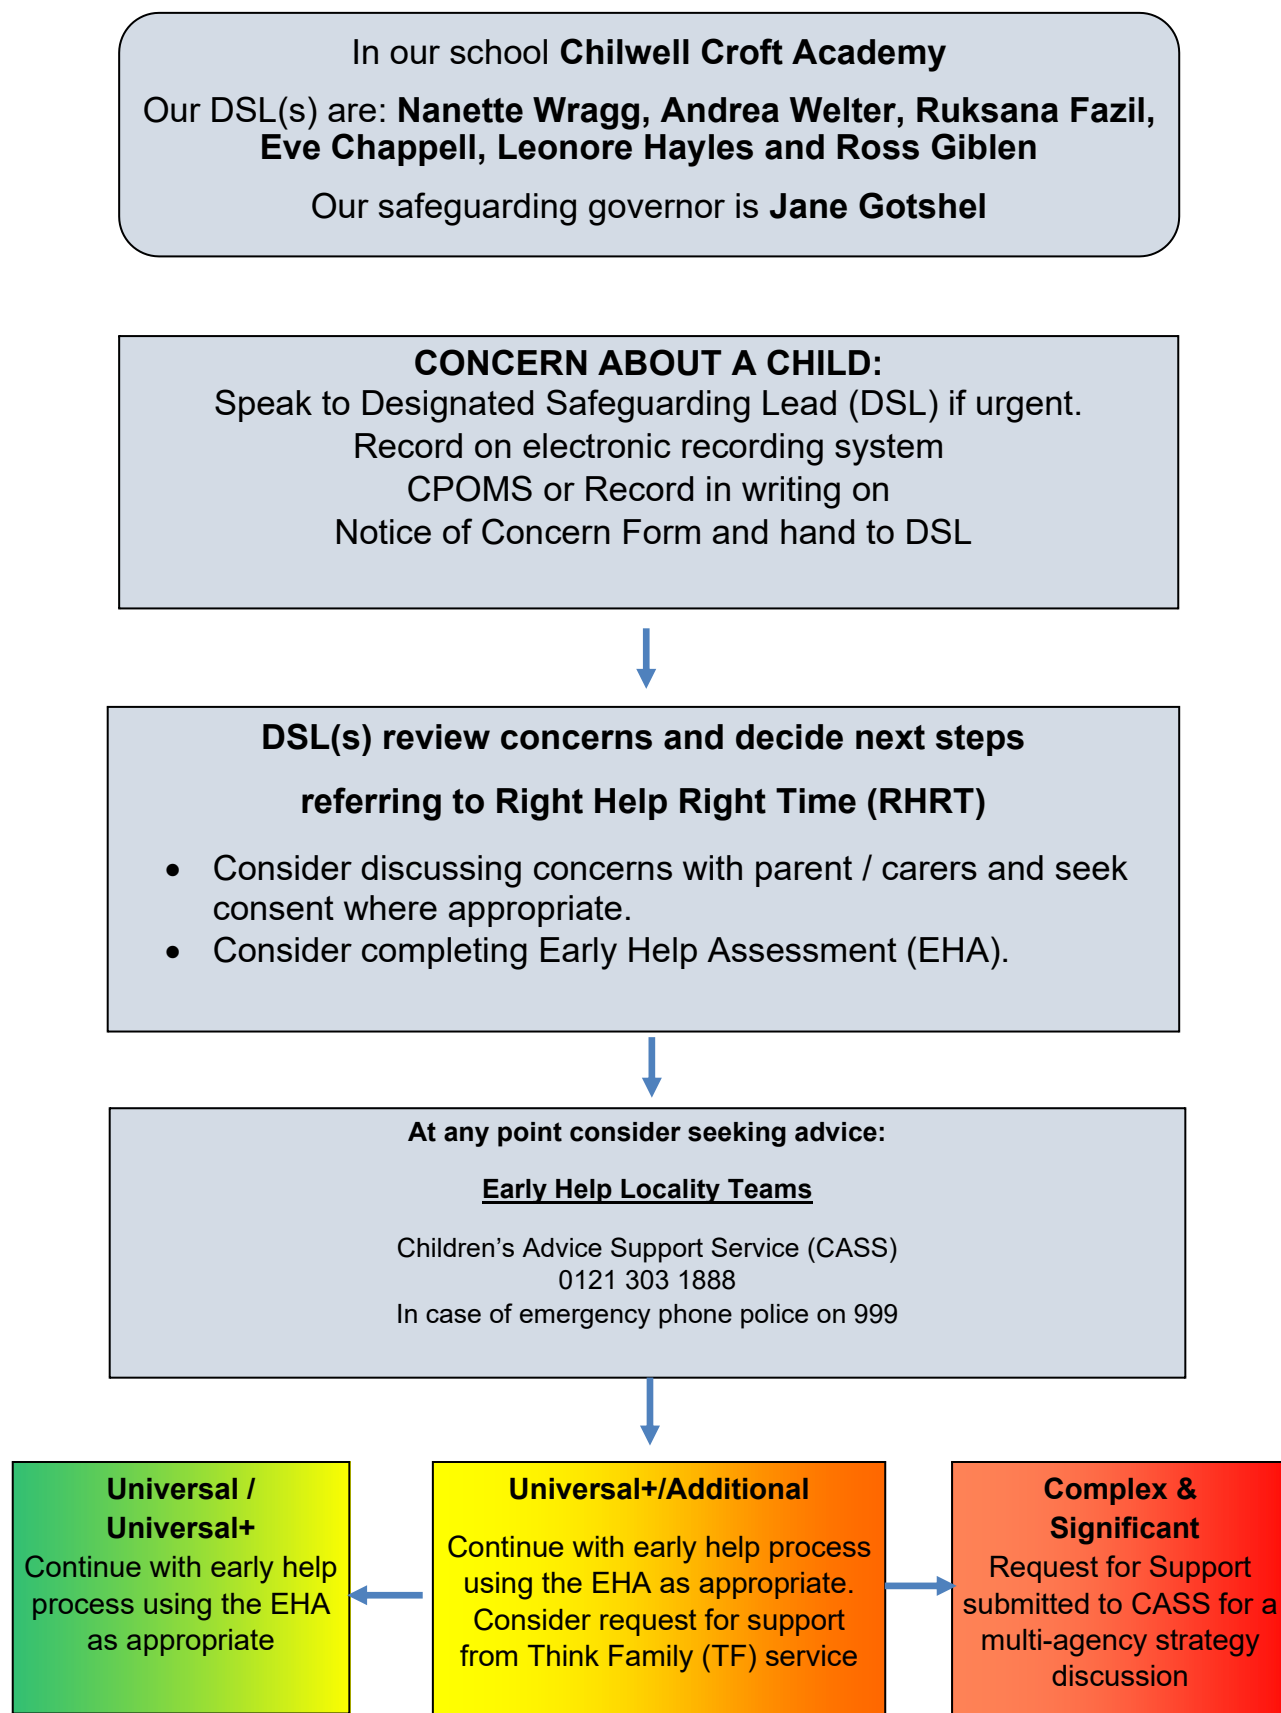 In our school Chilwell Croft Academy
Our DSL(s) are: Nanette Wragg, Andrea Welter, Ruksana Fazil,
Eve Chappell, Leonore Hayles and Ross Giblen
Our safeguarding governor is Jane Gotshel
CONCERN ABOUT A CHILD:
Speak to Designated Safeguarding Lead (DSL) if urgent.
Record on electronic recording system
CPOMS or Record in writing on
Notice of Concern Form and hand to DSL
DSL(s) review concerns and decide next steps
referring to Right Help Right Time (RHRT)
• Consider discussing concerns with parent / carers and seek
consent where appropriate.
• Consider completing Early Help Assessment (EHA).
At any point consider seeking advice:
Early Help Locality Teams
Children’s Advice Support Service (CASS)
0121 303 1888
In case of emergency phone police on 999
Universal /
Universal+
Continue with early help
process using the EHA
as appropriate
Universal+/Additional
Continue with early help process
using the EHA as appropriate.
Consider request for support
from Think Family (TF) service
Complex &
Significant
Request for Support
submitted to CASS for a
multi-agency strategy
discussion